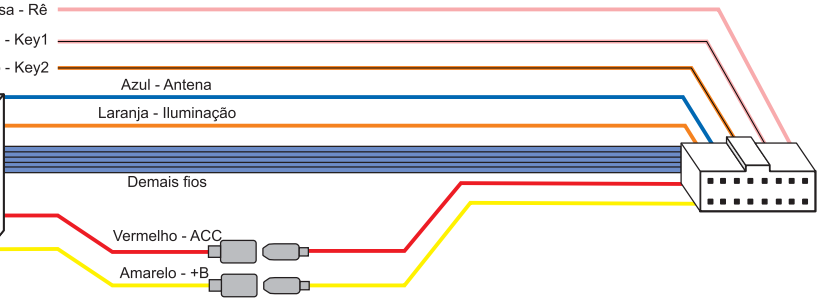 sa - Rê
- Key1
- Key2
Azul - Antena
Laranja - Iluminação
Demais fios
Vermelho - ACC
Amarelo - +B